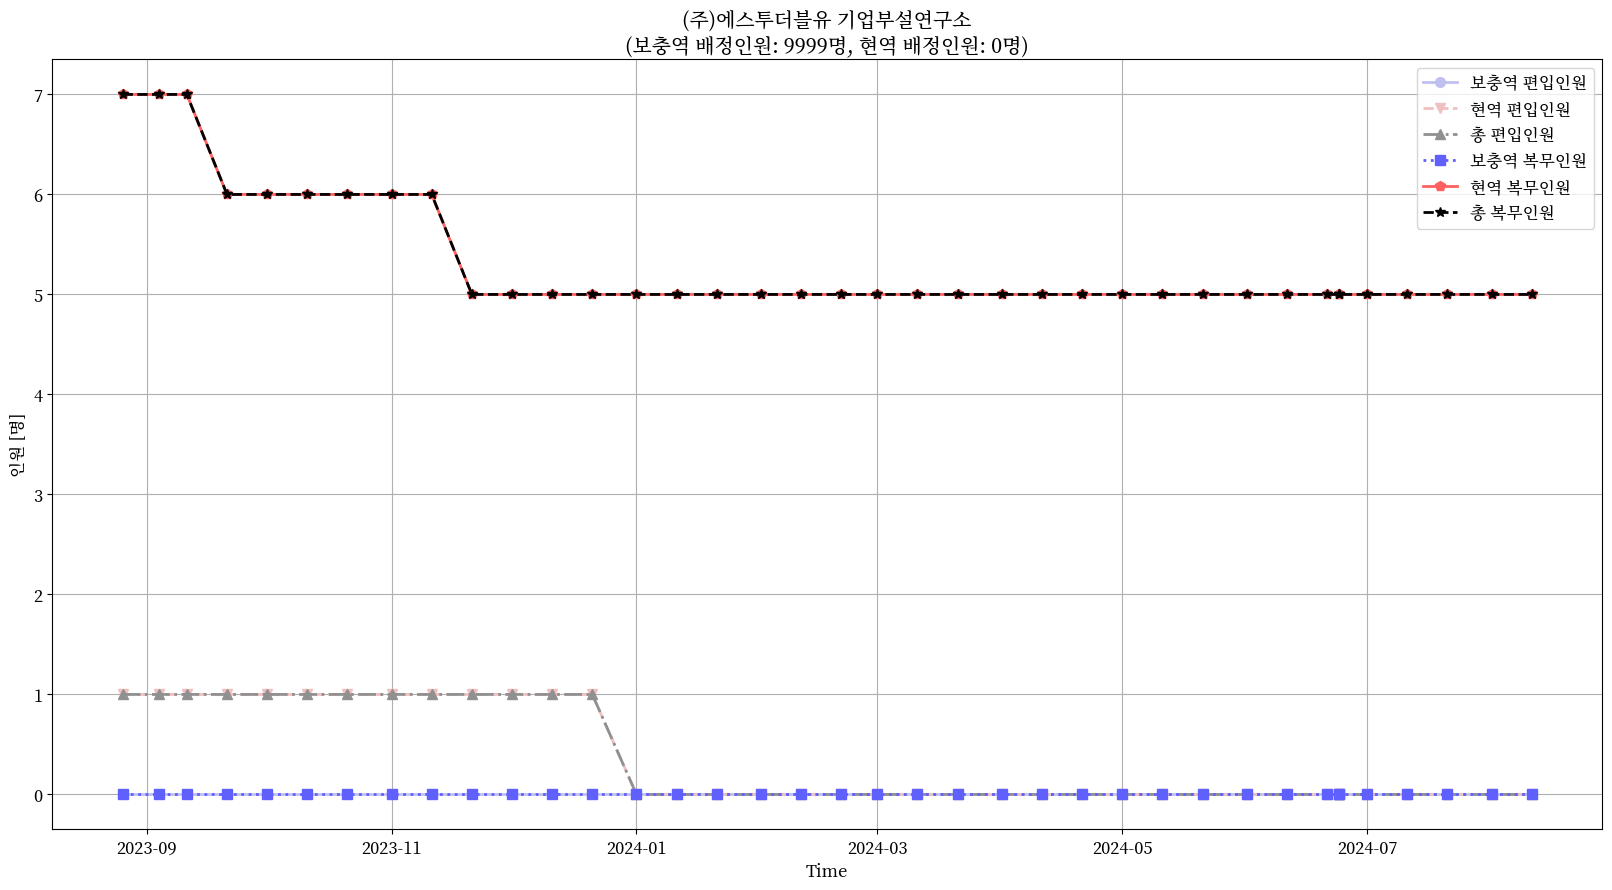 (주)에스투더블유 기업부설연구소
(보충역 배정인원: 9999명, 현역 배정인원: 0명)
보충역 편입인원
현역 편입인원
총 편입인원
보충역 복무인원
현역 복무인원
총 복무인원
인원 [명]
7
6
5
4
3
2
1
0
2023-09 2023-11 2024-01 2024-03 2024-05 2024-07
Time